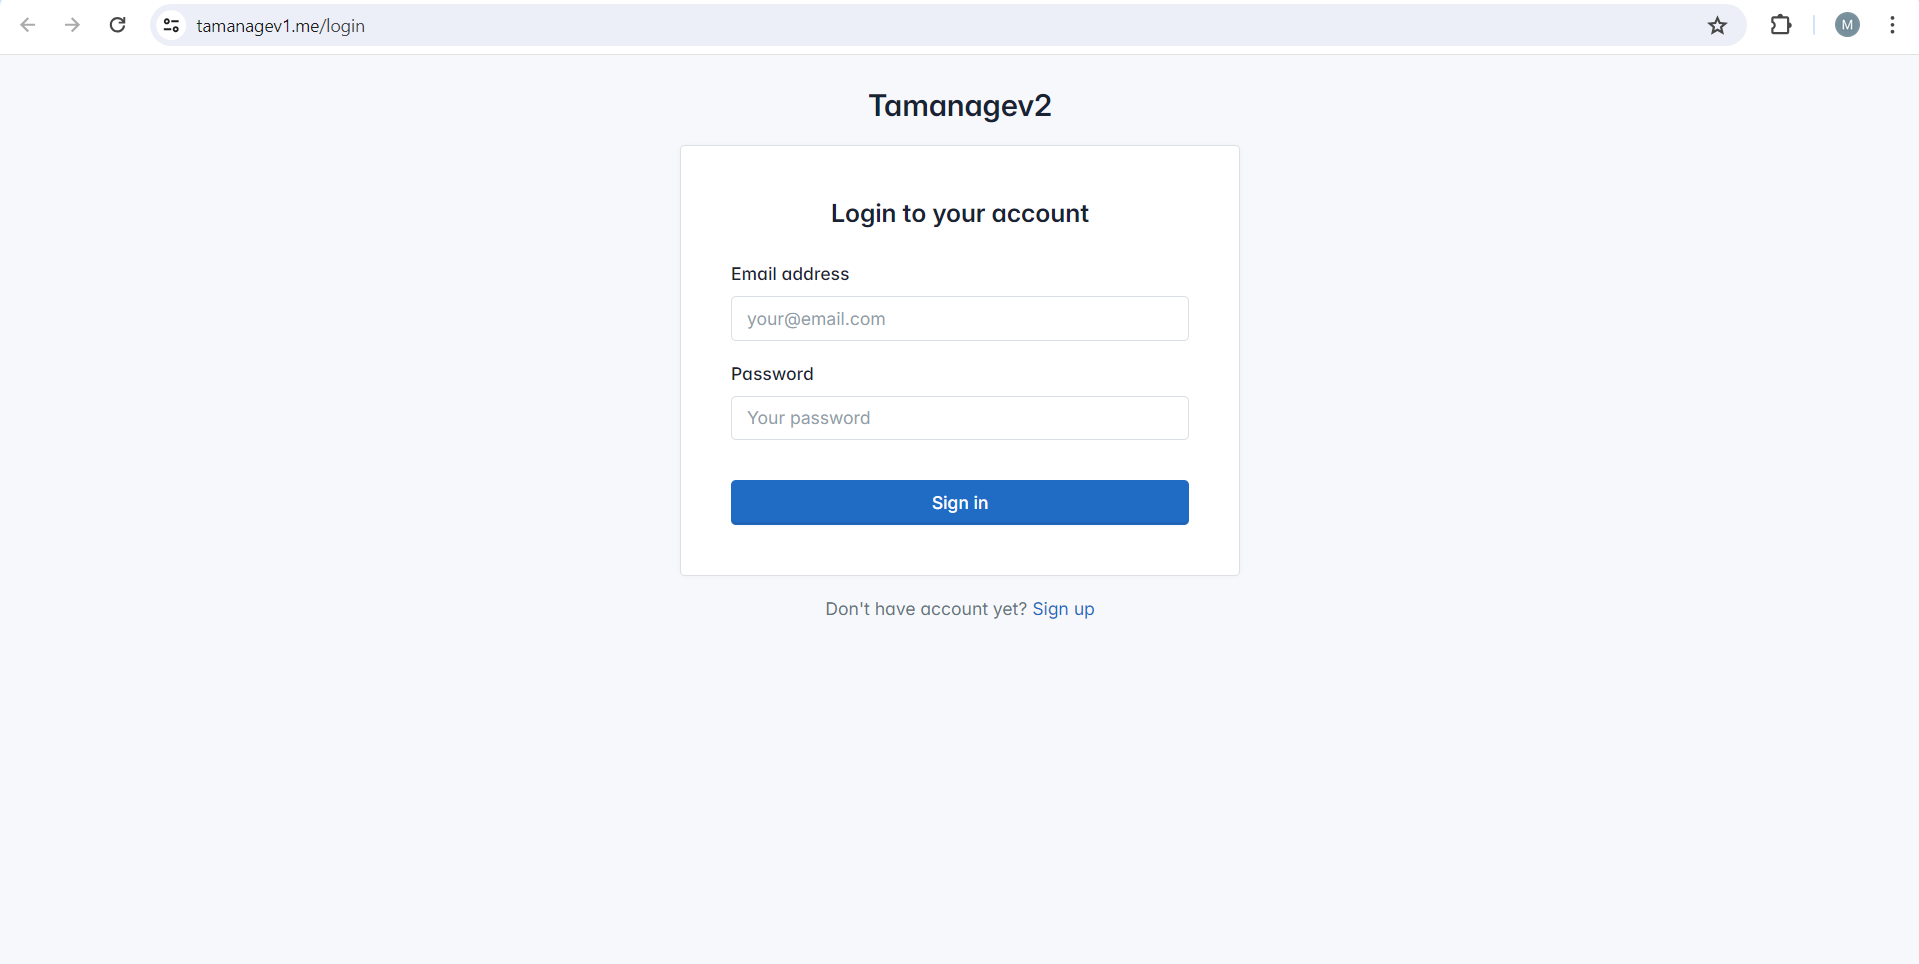 tamanagev1.me/login
M
Tamanagev2
Login to your account
Email address
your@email.com
Password
Your password
Sign in
Don't have account yet? Sign up